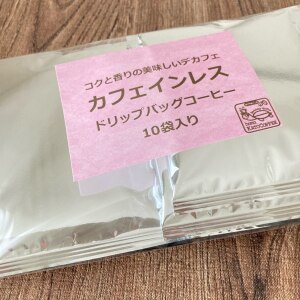 コクと香りの美味しいデカフェ
カフェインレス
ドリップバッグコーヒー
10袋入り